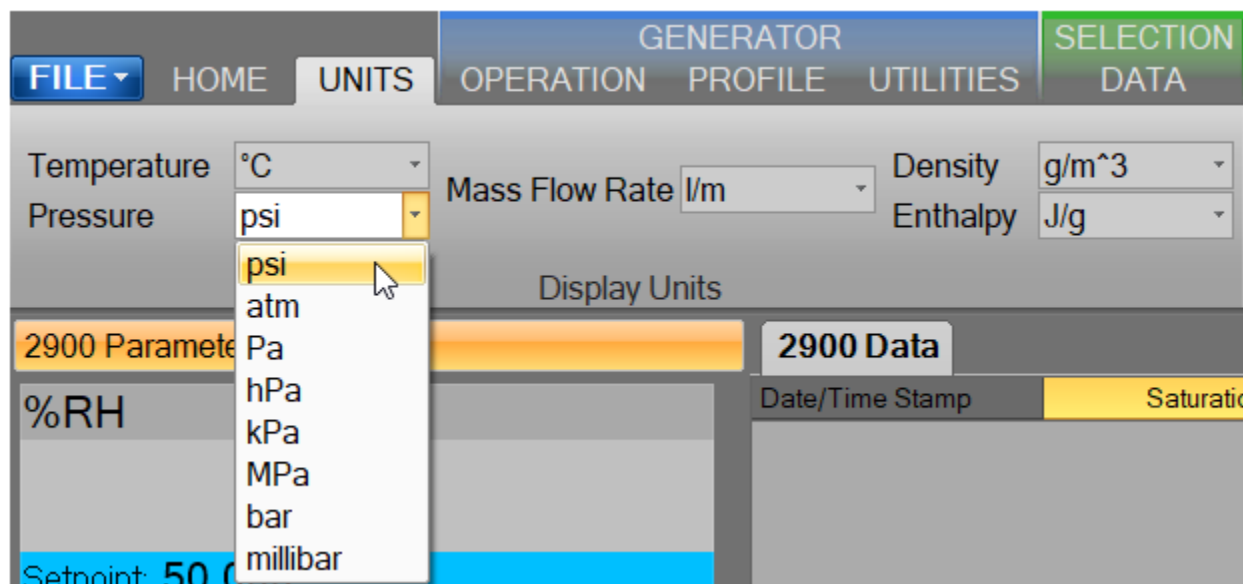 GENERATOR SELECTION
FILE HOME UNITS OPERATION PROFILE UTILITIES DATA
Temperature °C
Pressure psi
Mass Flow Rate l/m
Density g/m^3
Enthalpy J/g
psi
atm
Pa
hPa
kPa
MPa
bar
millibar
Display Units
2900 Paramete
2900 Data
%RH
Date/Time Stamp Saturatio
Setpoint: 50.0